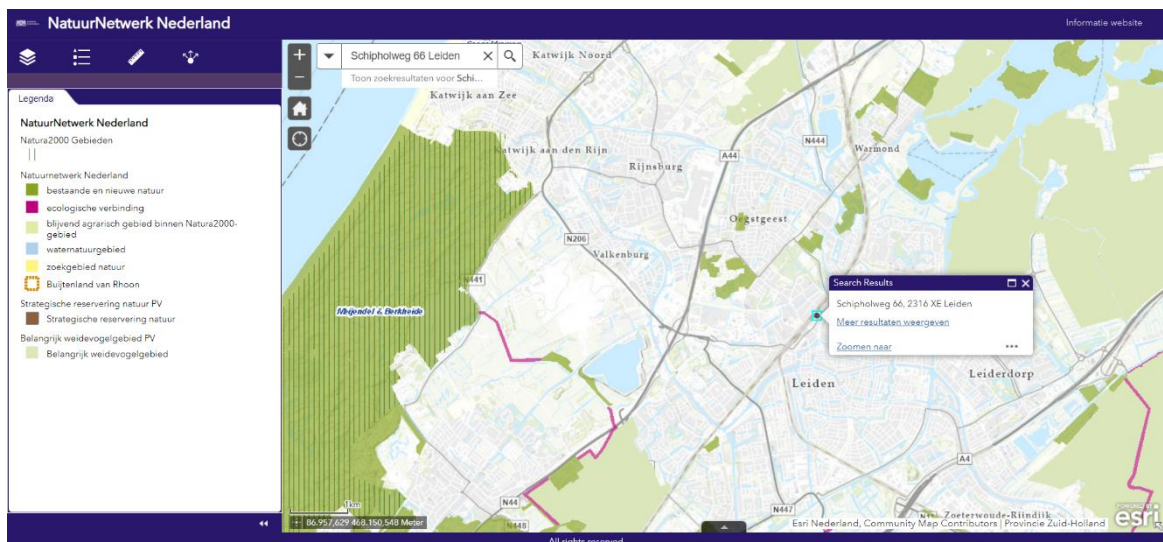 NatuurNetwerk Nederland
Informatie website
Schipholweg 66 Leiden
Toon zoekresultaten voor Schi...
Legenda
NatuurNetwerk Nederland
Natura2000 Gebieden
Natuurnetwerk Nederland
bestaande en nieuwe natuur
ecologische verbinding
blijvend agrarisch gebied binnen Natura2000-
gebied
waternatuurgebied
zoekgebied natuur
Buijtenland van Rhoon
Strategische reservering natuur PV
Strategische reservering natuur
Belangrijk weidevogelgebied PV
Belangrijk weidevogelgebied
Katwijk Noord
Katwijk aan Zee
Katwijk aan den Rijn
Rijnsburg
A44
N444
Warmond
Oegstgeest
N206
Valkenburg
N441
Meijendel & Berkheide
Search Results
Schipholweg 66, 2316 XE Leiden
Meer resultaten weergeven
Zoomen naar
Leiden
Leiderdorp
A4
N44
N448
N447
Zoeterwoude-Rijndijk
1km
86.957,629 468.150,548 Meter
Esri Nederland, Community Map Contributors | Provincie Zuid-Holland
POWERED BY
esri
All rights reserved